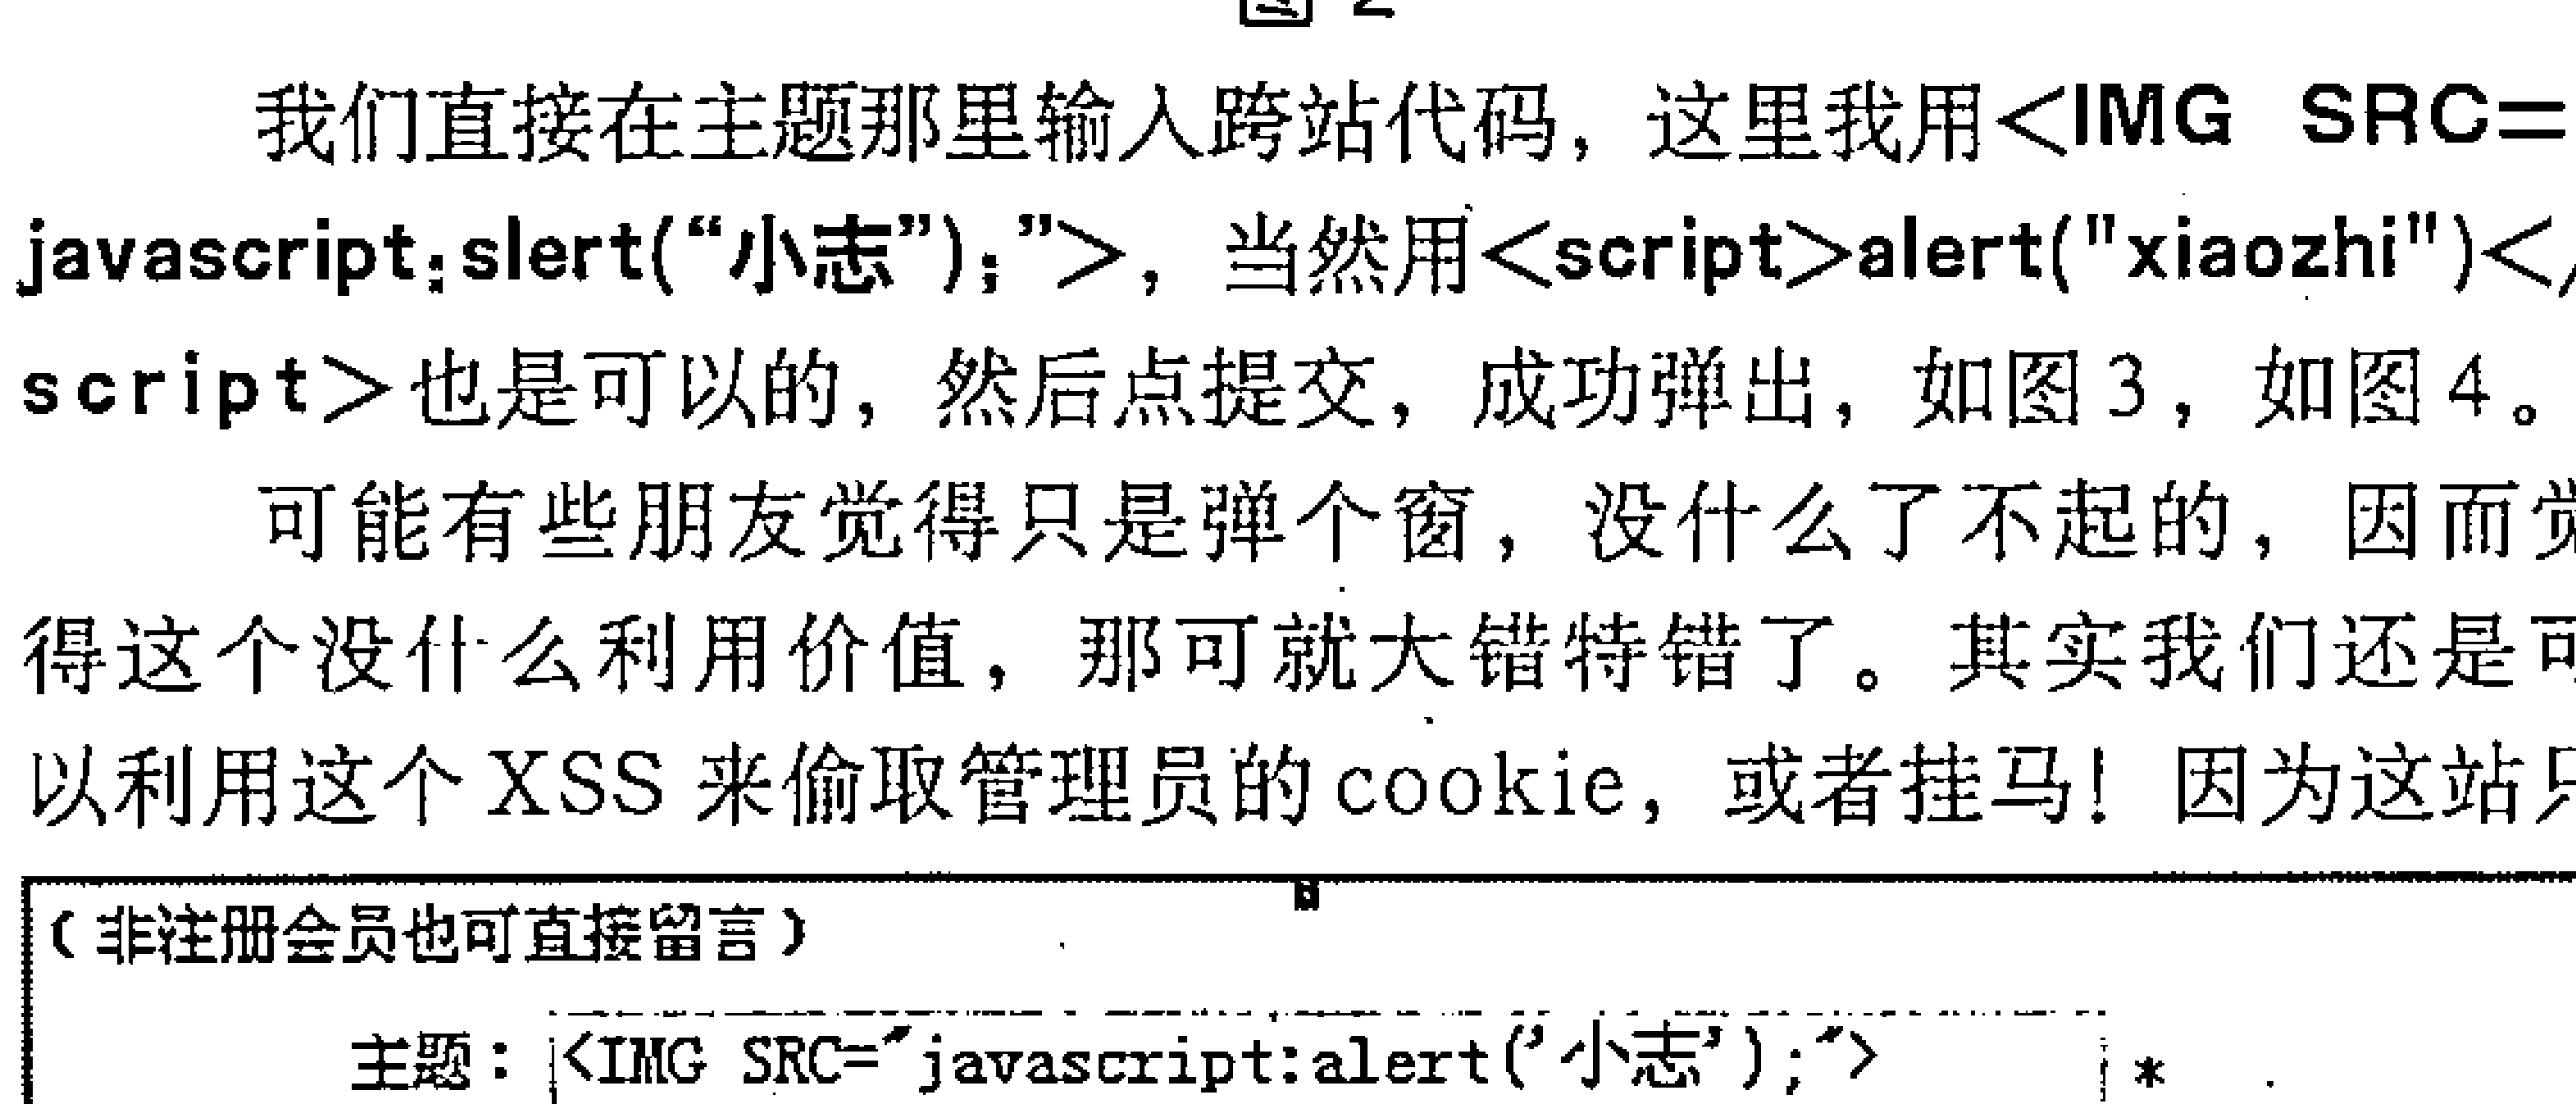 图 2
我们直接在主题那里输入跨站代码，这里我用<IMG SRC=
javascript:slert(“小志”);”>，当然用<script>alert("xiaozhi")</
script>也是可以的，然后点提交，成功弹出，如图3，如图4。
可能有些朋友觉得只是弹个窗，没什么了不起的，因而觉
得这个没什么利用价值，那可就大错特错了。其实我们还是可
以利用这个 XSS 来偷取管理员的cookie，或者挂马！因为这站只
(非注册会员也可直接留言)
主题：<IMG SRC="javascript:alert('小志');"> *